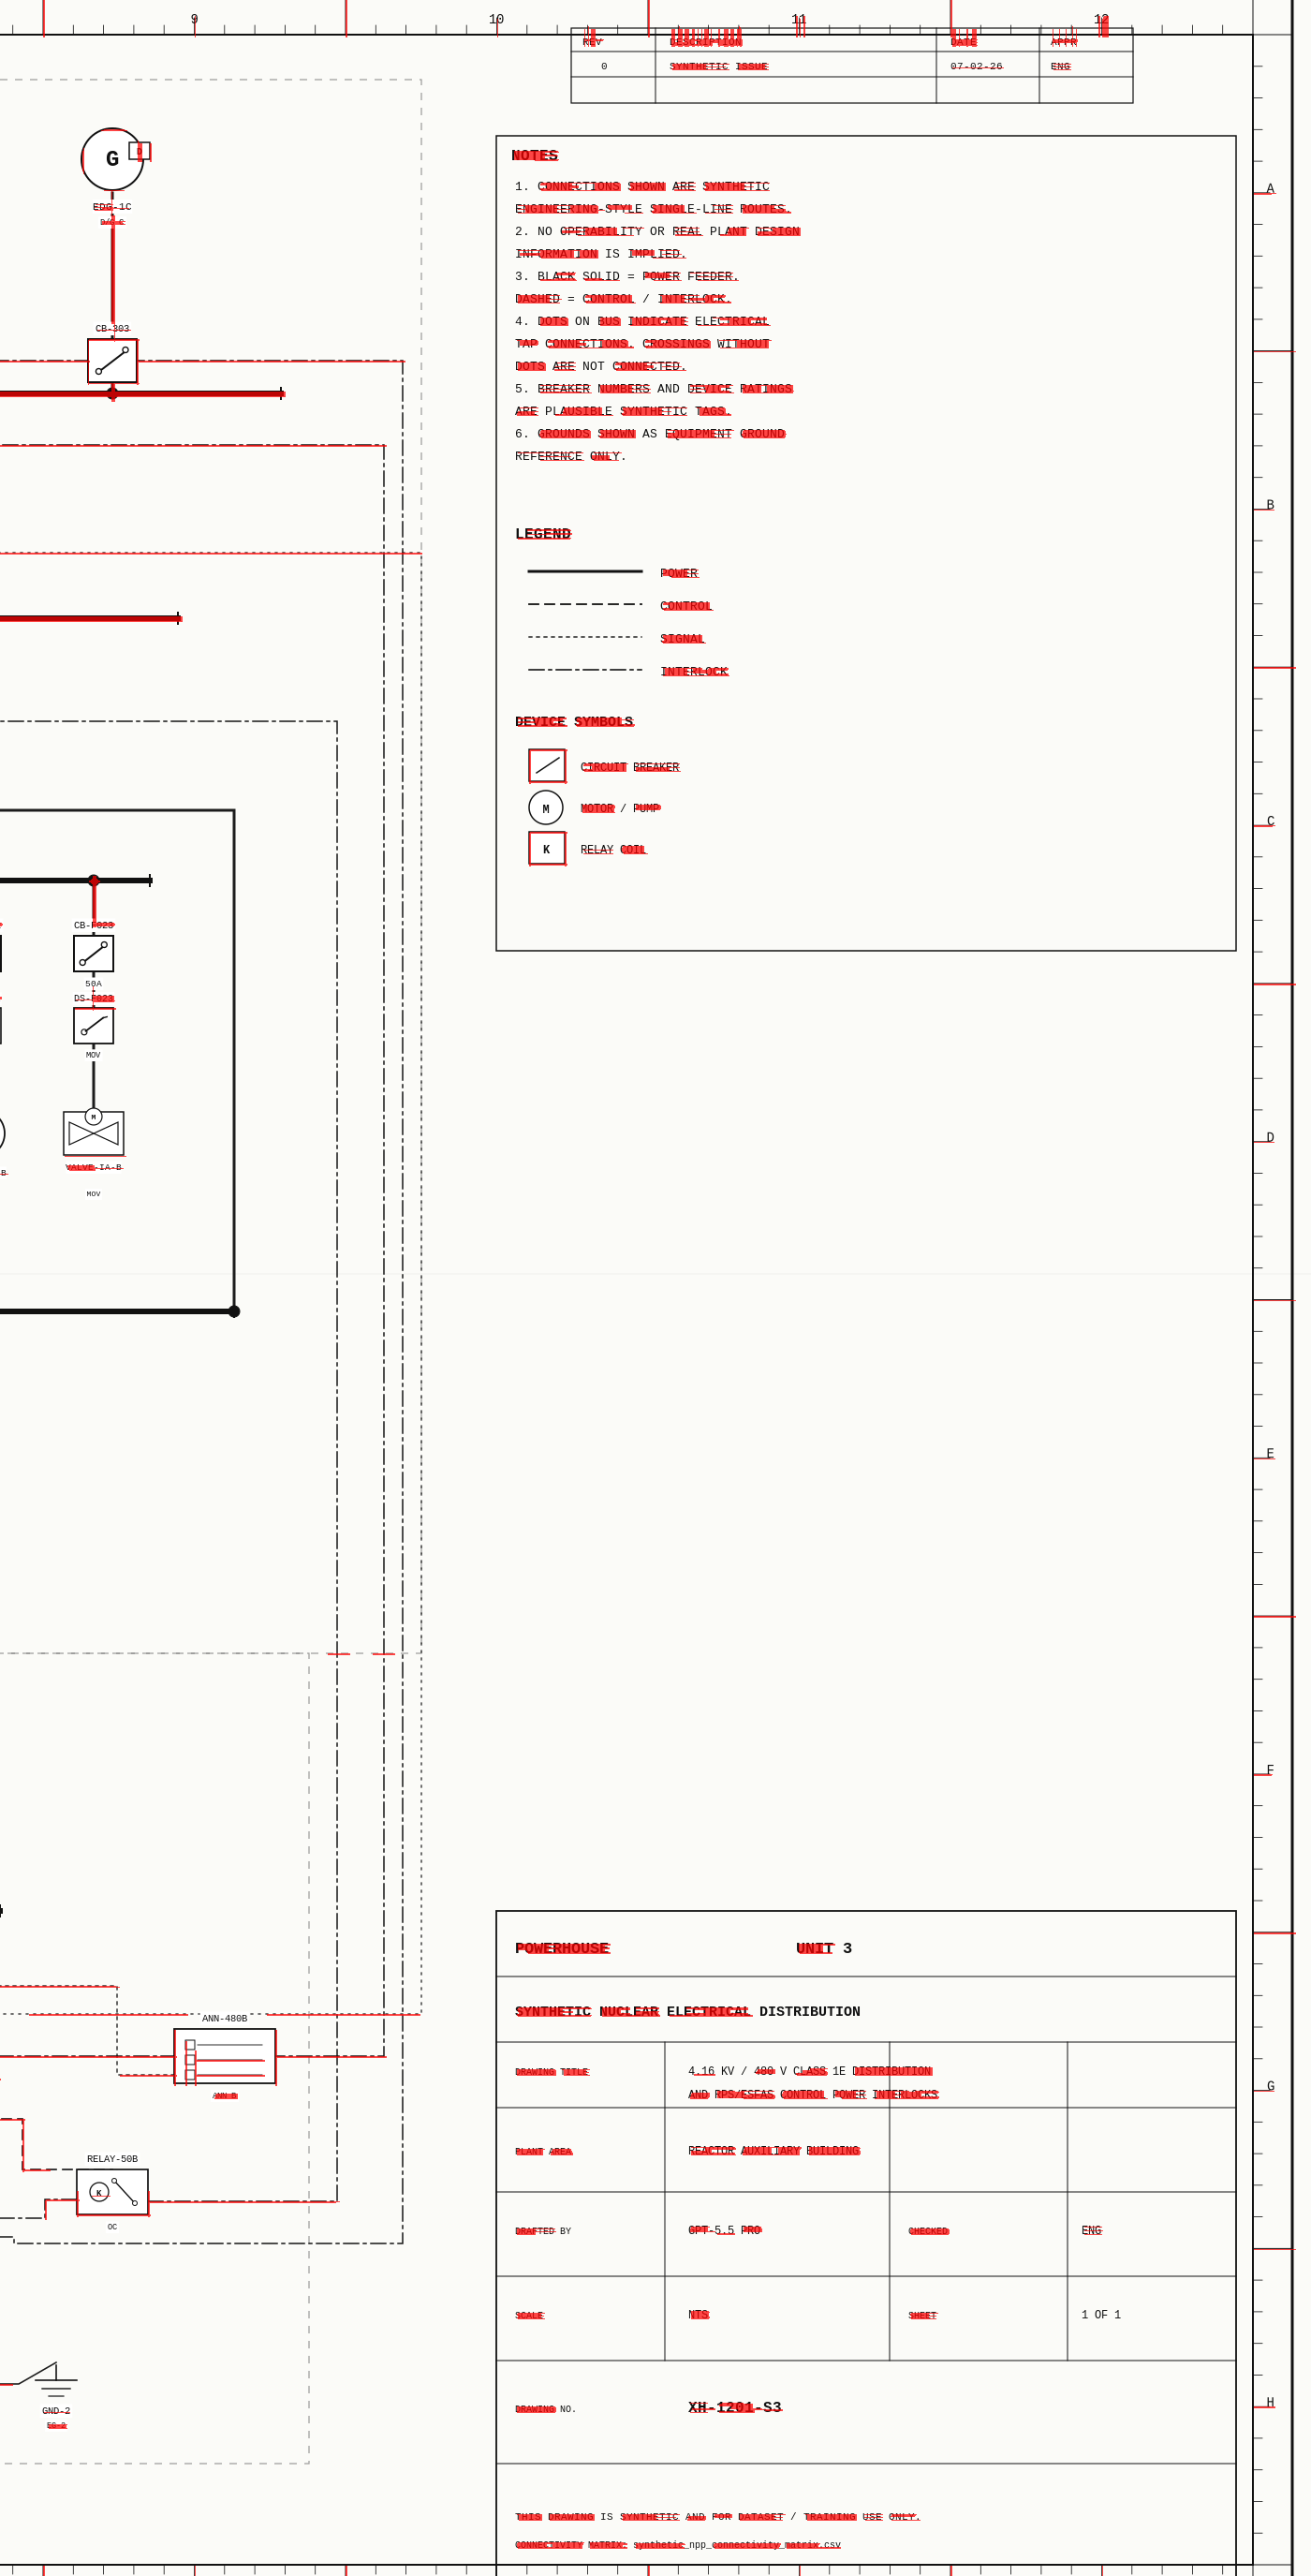 9 10 11 12
REV DESCRIPTION DATE APPR
0 SYNTHETIC ISSUE 07-02-26 ENG
G
D
EDG-1C
CB-303
NOTES
1. CONNECTIONS SHOWN ARE SYNTHETIC
ENGINEERING-STYLE SINGLE-LINE ROUTES.
2. NO OPERABILITY OR REAL PLANT DESIGN
INFORMATION IS IMPLIED.
3. BLACK SOLID = POWER FEEDER.
DASHED = CONTROL / INTERLOCK.
4. DOTS ON BUS INDICATE ELECTRICAL
TAP CONNECTIONS. CROSSINGS WITHOUT
DOTS ARE NOT CONNECTED.
5. BREAKER NUMBERS AND DEVICE RATINGS
ARE PLAUSIBLE SYNTHETIC TAGS.
6. GROUNDS SHOWN AS EQUIPMENT GROUND
REFERENCE ONLY.
LEGEND
POWER
CONTROL
SIGNAL
INTERLOCK
DEVICE SYMBOLS
CIRCUIT BREAKER
M MOTOR / PUMP
K RELAY COIL
A
B
C
D
E
F
G
H
CB-F023
50A
DS-F023
MOV
M
VALVE-IA-B
MOV
B
ANN-480B
ANN B
RELAY-50B
K
OC
GND-2
EG-2
POWERHOUSE UNIT 3
SYNTHETIC NUCLEAR ELECTRICAL DISTRIBUTION
DRAWING TITLE 4.16 KV / 480 V CLASS 1E DISTRIBUTION
AND RPS/ESFAS CONTROL POWER INTERLOCKS
PLANT AREA REACTOR AUXILIARY BUILDING
DRAFTED BY GPT-5.5 PRO CHECKED ENG
SCALE NTS SHEET 1 OF 1
DRAWING NO. XH-1201-S3
THIS DRAWING IS SYNTHETIC AND FOR DATASET / TRAINING USE ONLY.
CONNECTIVITY MATRIX: synthetic_npp_connectivity_matrix.csv